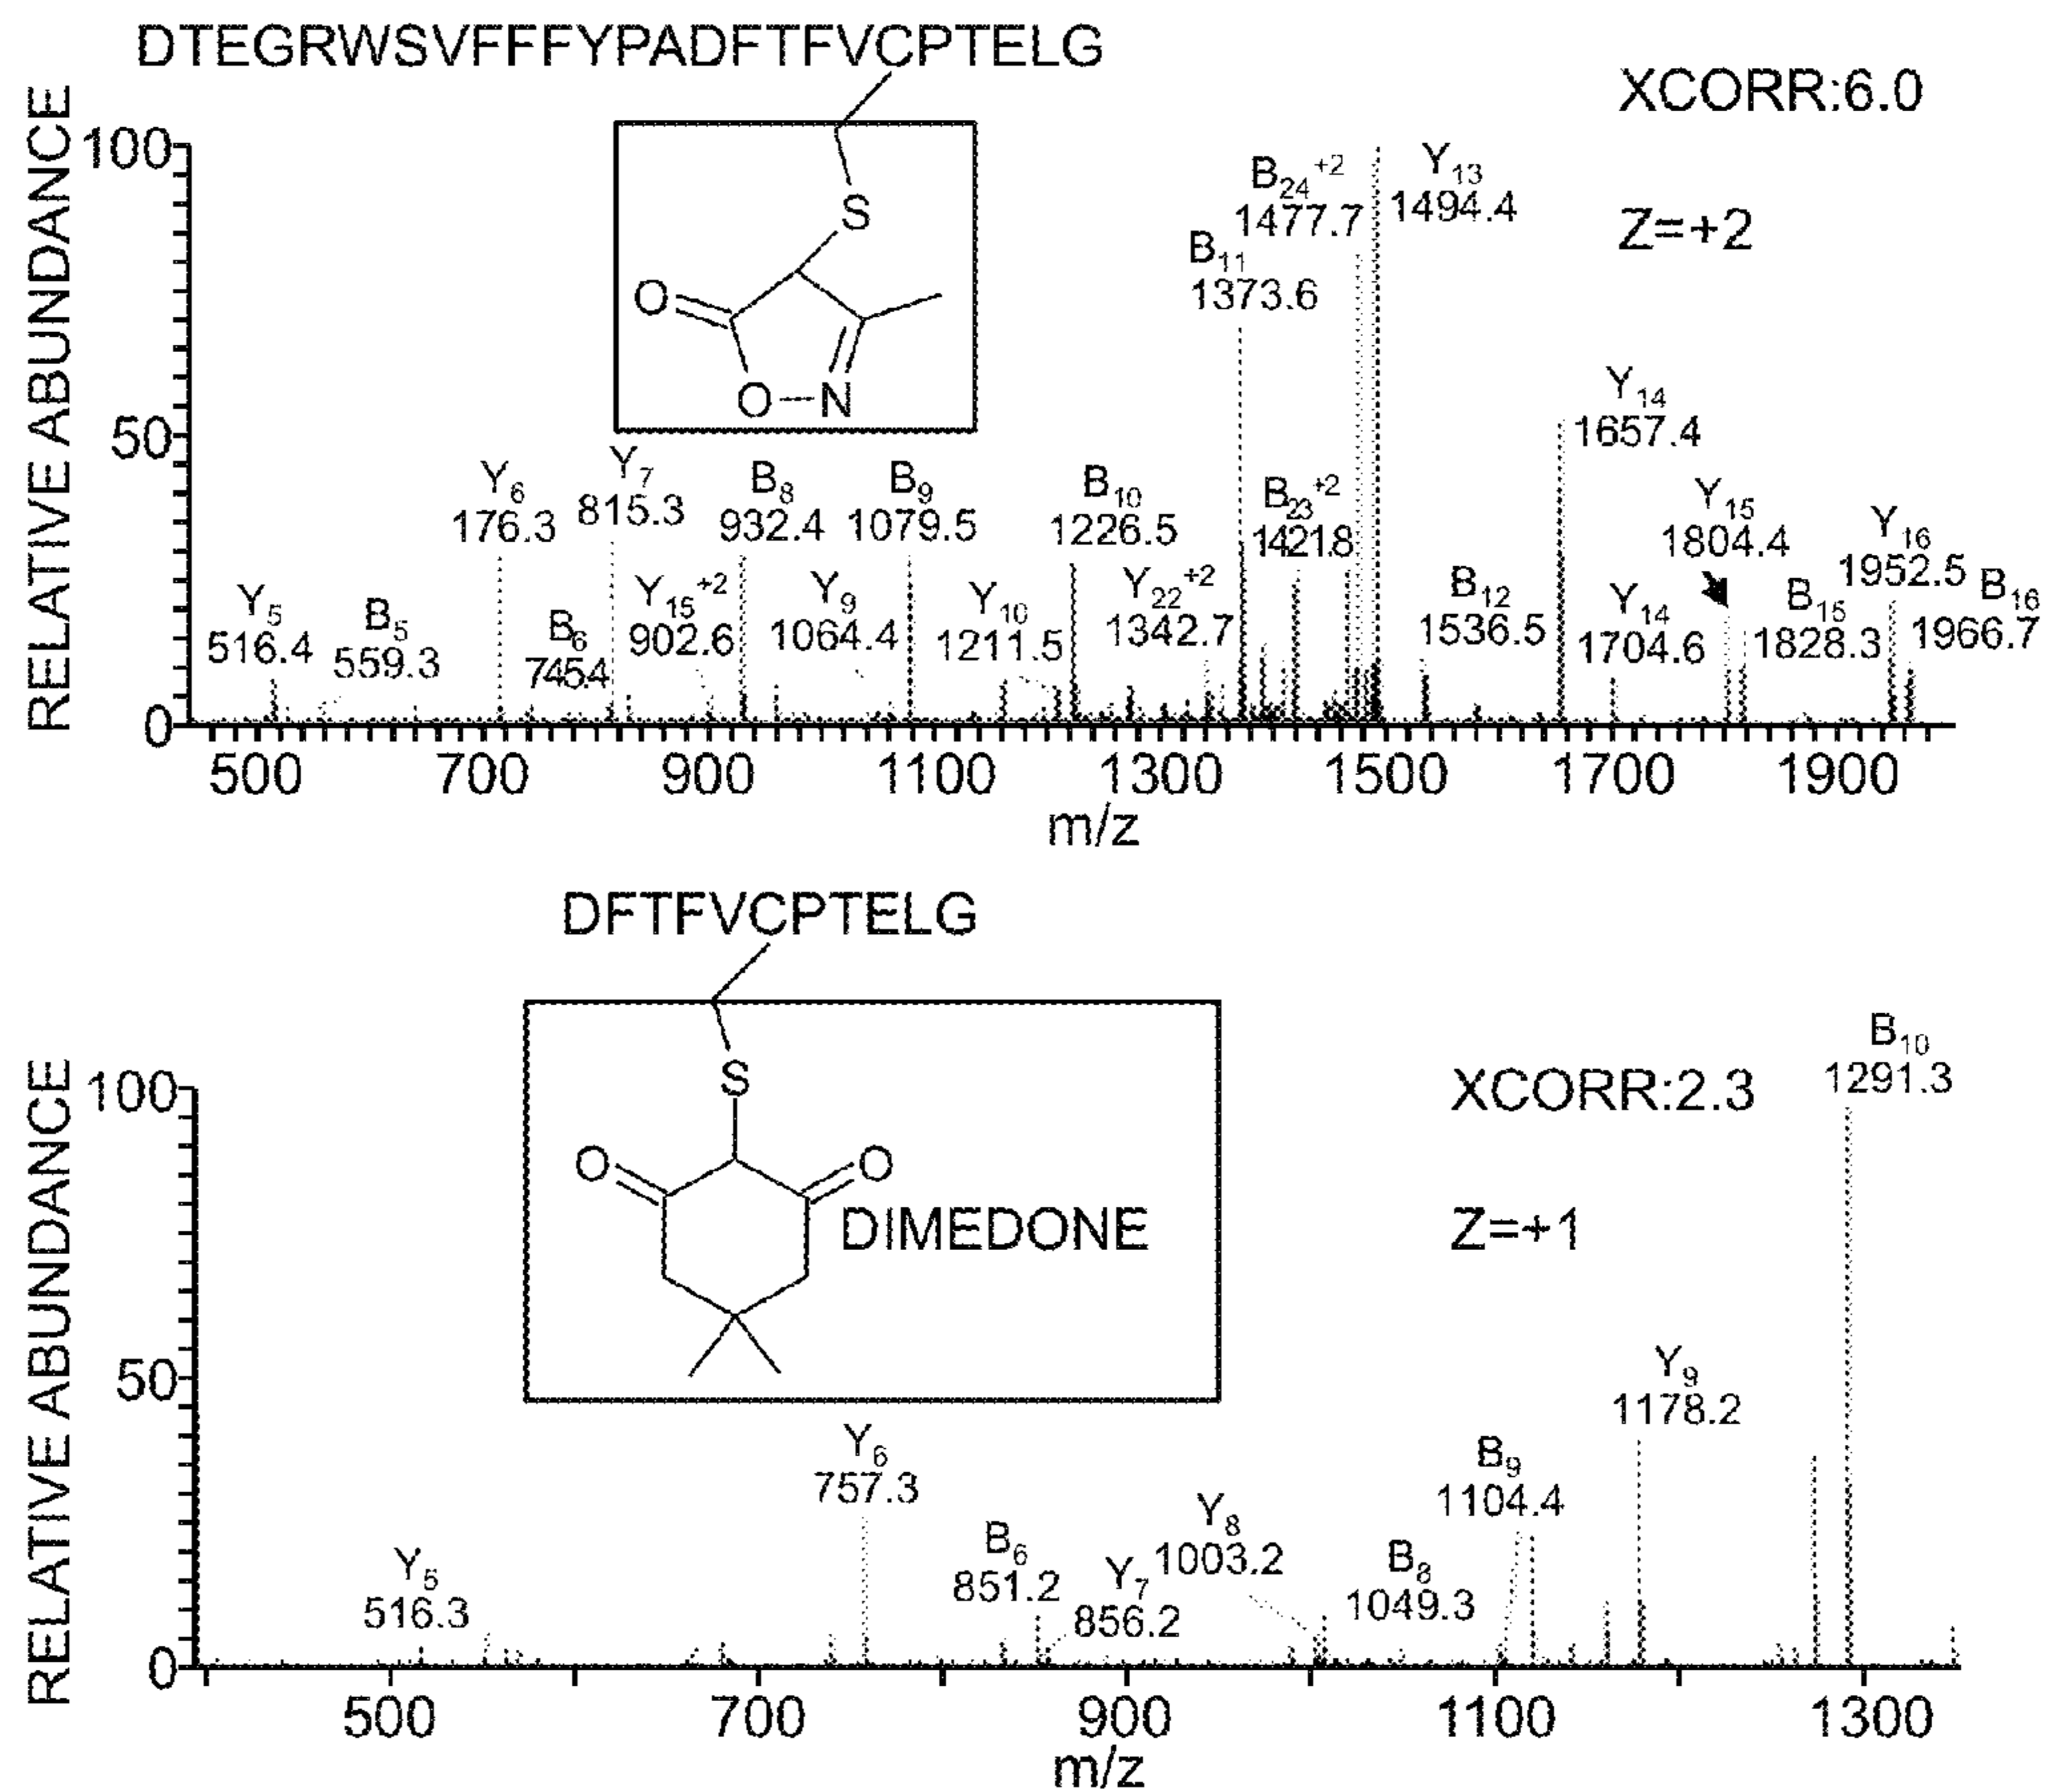 DTEGRWSVFFFYPADFTFVCPTELG
XCORR:6.0
Z=+2
RELATIVE ABUNDANCE
100
50
0
S
O
O
N
Y5
516.4
B5
559.3
Y6
176.3
B6
745.4
Y7
815.3
Y15+2
902.6
B8
932.4
Y9
1064.4
B9
1079.5
Y10
1211.5
B10
1226.5
Y22+2
1342.7
B11
1373.6
B23+2
1421.8
B24+2
1477.7
Y13
1494.4
B12
1536.5
Y14
1657.4
Y14
1704.6
Y15
1804.4
B15
1828.3
Y16
1952.5
B16
1966.7
500 700 900 1100 1300 1500 1700 1900
m/z
DFTFVCPTELG
XCORR:2.3
Z=+1
RELATIVE ABUNDANCE
100
50
0
S
O
O
DIMEDONE
Y5
516.3
Y6
757.3
B6
851.2
Y7
856.2
Y8
1003.2
B8
1049.3
B9
1104.4
Y9
1178.2
B10
1291.3
500 700 900 1100 1300
m/z